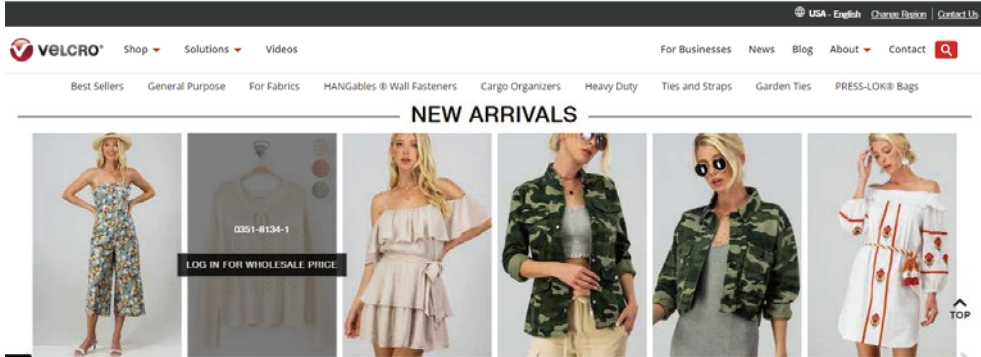 USA - English Change Region Contact Us
VELCRO® Shop Solutions Videos For Businesses News Blog About Contact
Best Sellers General Purpose For Fabrics HANGables ® Wall Fasteners Cargo Organizers Heavy Duty Ties and Straps Garden Ties PRESS-LOK® Bags
NEW ARRIVALS
0351-8134-1
LOG IN FOR WHOLESALE PRICE
TOP